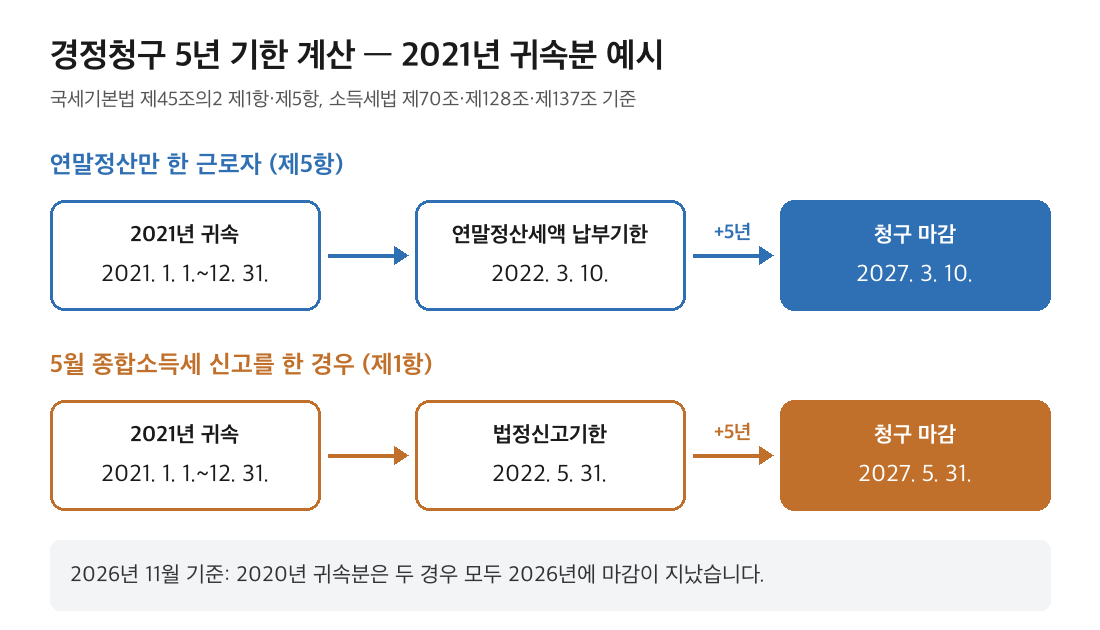 경정청구 5년 기한 계산 — 2021년 귀속분 예시
국세기본법 제45조의2 제1항·제5항, 소득세법 제70조·제128조·제137조 기준
연말정산만 한 근로자 (제5항)
2021년 귀속
2021. 1. 1.~12. 31.
연말정산세액 납부기한
2022. 3. 10.
+5년
청구 마감
2027. 3. 10.
5월 종합소득세 신고를 한 경우 (제1항)
2021년 귀속
2021. 1. 1.~12. 31.
법정신고기한
2022. 5. 31.
+5년
청구 마감
2027. 5. 31.
2026년 11월 기준: 2020년 귀속분은 두 경우 모두 2026년에 마감이 지났습니다.